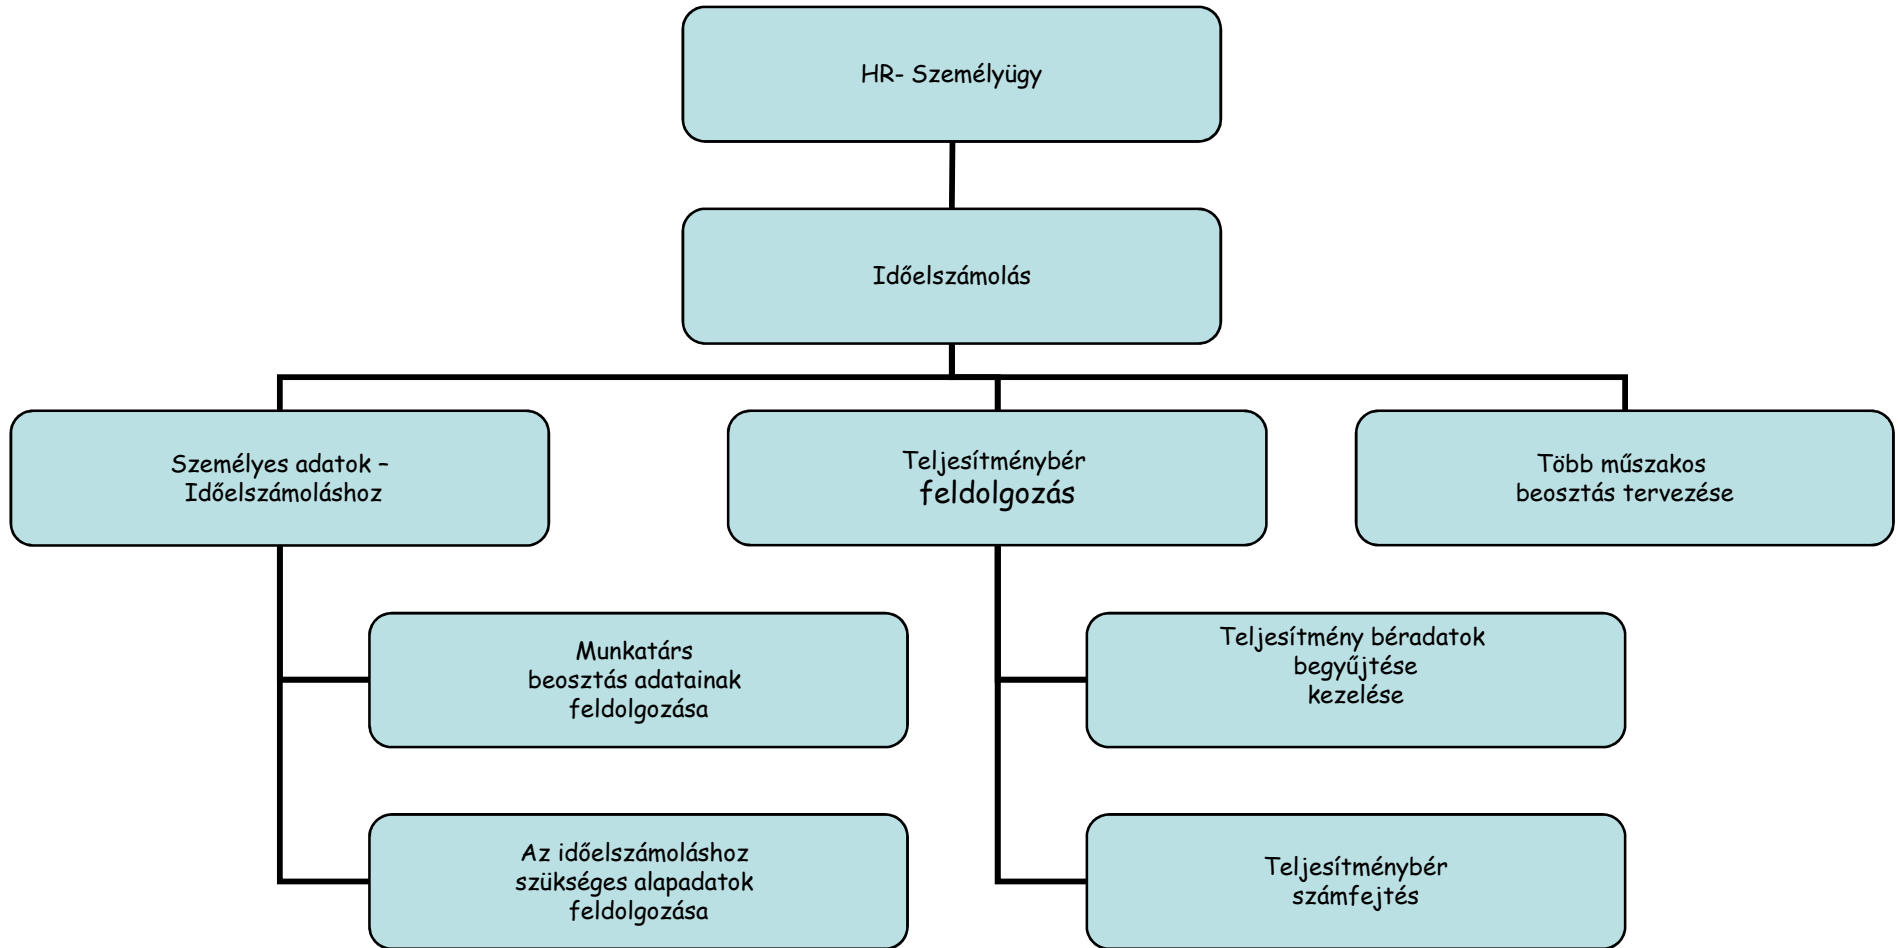 HR- Személyügy
Időelszámolás
Személyes adatok –
Időelszámoláshoz
Teljesítménybér
feldolgozás
Több műszakos
beosztás tervezése
Munkatárs
beosztás adatainak
feldolgozása
Teljesítmény béradatok
begyűjtése
kezelése
Az időelszámoláshoz
szükséges alapadatok
feldolgozása
Teljesítménybér
számfejtés